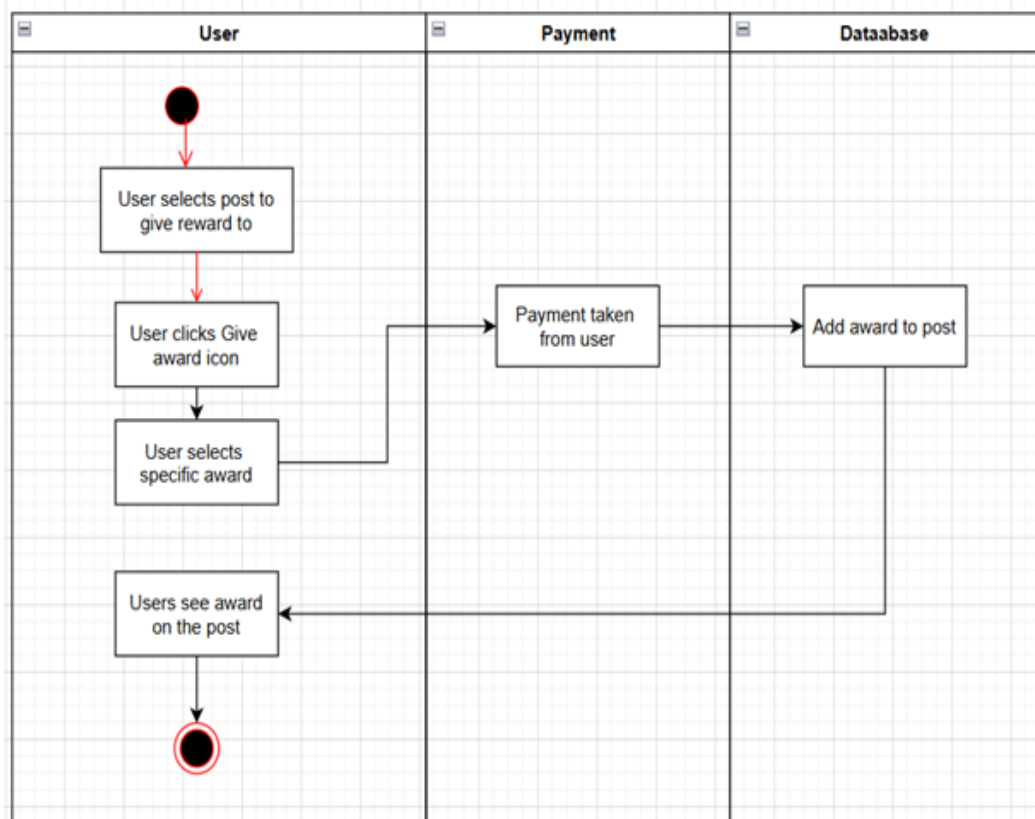 User
Payment
Dataabase
User selects post to
give reward to
User clicks Give
award icon
User selects
specific award
Payment taken
from user
Add award to post
Users see award
on the post